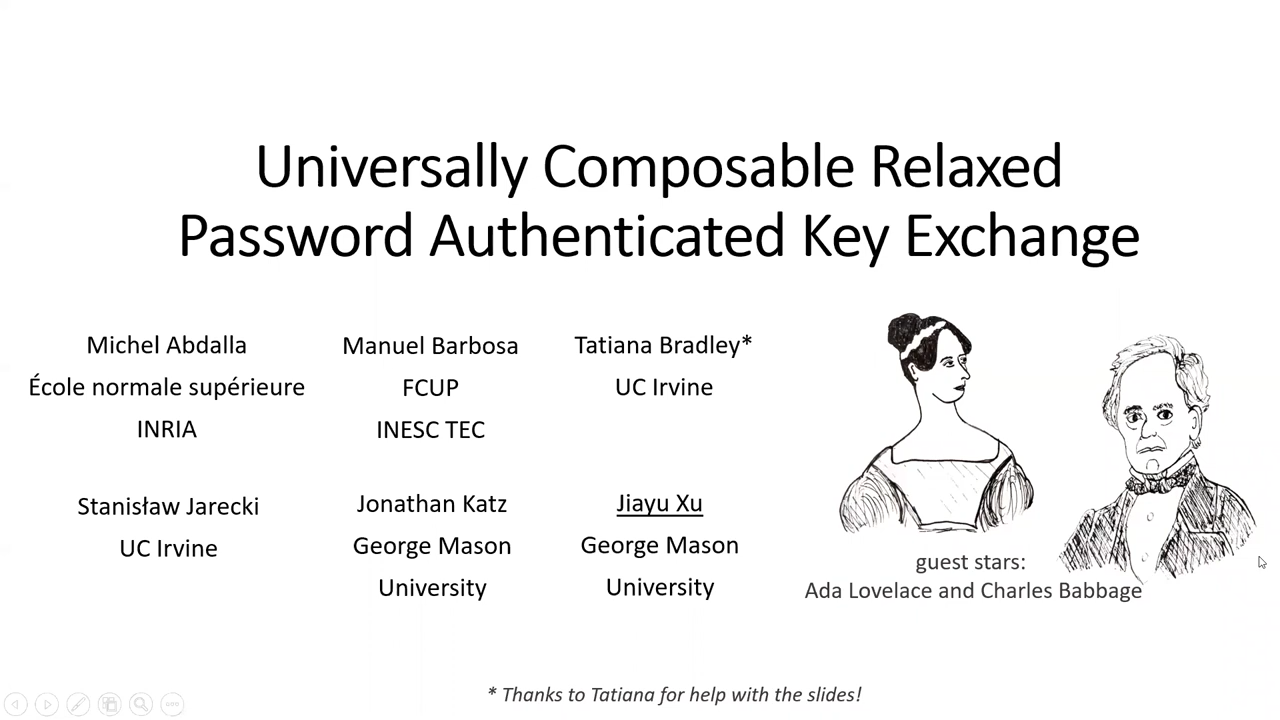 Universally Composable Relaxed
Password Authenticated Key Exchange
Michel Abdalla
École normale supérieure
INRIA
Manuel Barbosa
FCUP
INESC TEC
Tatiana Bradley*
UC Irvine
Stanisław Jarecki
UC Irvine
Jonathan Katz
George Mason
University
Jiayu Xu
George Mason
University
guest stars:
Ada Lovelace and Charles Babbage
* Thanks to Tatiana for help with the slides!